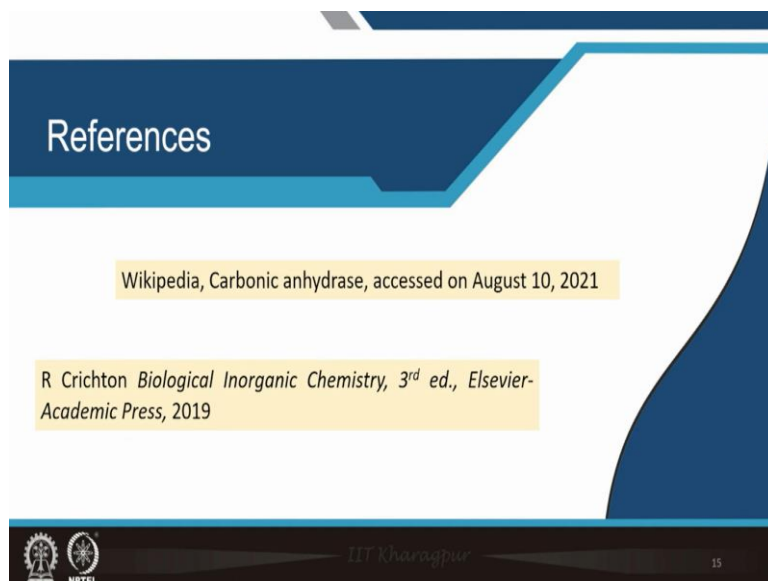 References
Wikipedia, Carbonic anhydrase, accessed on August 10, 2021
R Crichton Biological Inorganic Chemistry, 3rd ed., Elsevier-
Academic Press, 2019
IIT Kharagpur
15
NPTEL